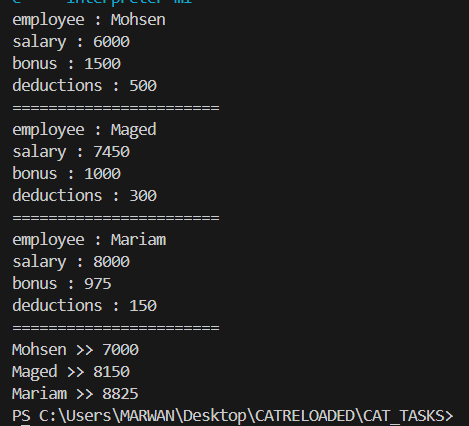 employee : Mohsen
salary : 6000
bonus : 1500
deductions : 500
=======================
employee : Maged
salary : 7450
bonus : 1000
deductions : 300
=======================
employee : Mariam
salary : 8000
bonus : 975
deductions : 150
=======================
Mohsen >> 7000
Maged >> 8150
Mariam >> 8825
PS C:\Users\MARWAN\Desktop\CATRELOADED\CAT_TASKS>